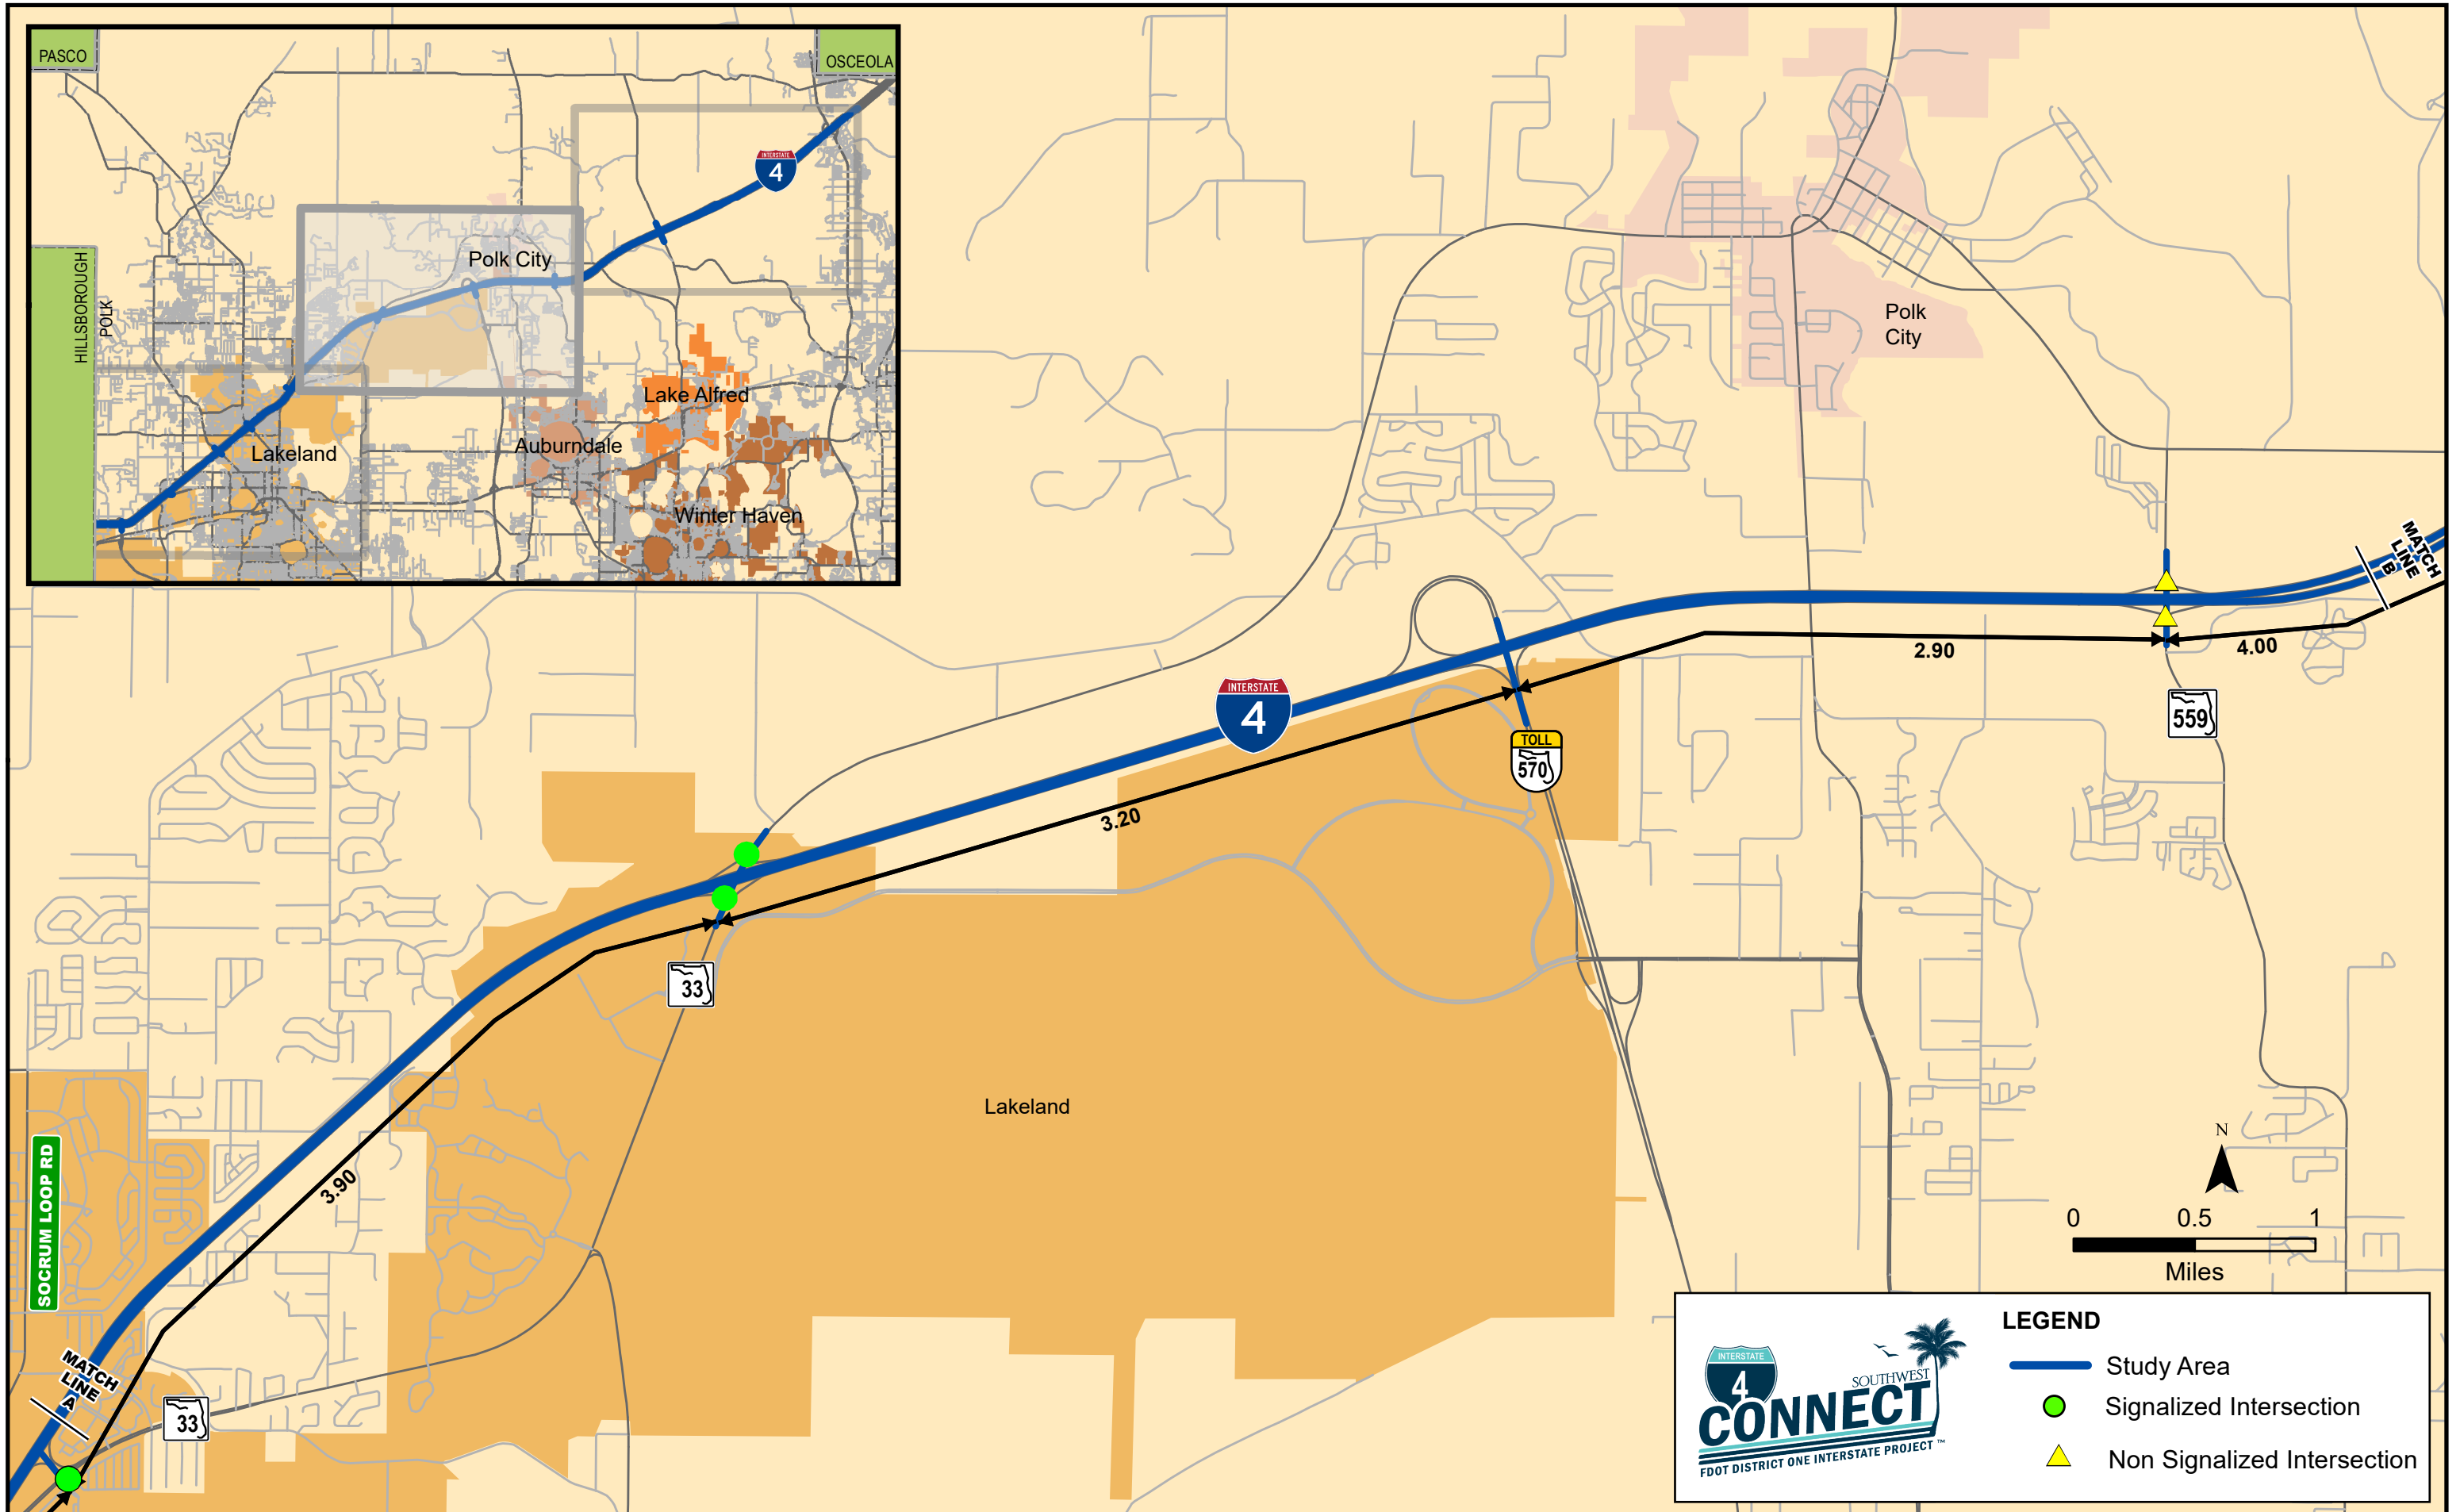 PASCO
OSCEOLA
INTERSTATE
4
HILLSBOROUGH
POLK
Polk City
Lake Alfred
Auburndale
Lakeland
Winter Haven
Polk
City
MATCH
LINE
B
2.90
4.00
559
INTERSTATE
4
TOLL
570
3.20
33
Lakeland
3.90
SOCRUM LOOP RD
MATCH
LINE
A
33
N
0 0.5 1
Miles
LEGEND
Study Area
Signalized Intersection
Non Signalized Intersection
INTERSTATE
4
SOUTHWEST
CONNECT
FDOT DISTRICT ONE INTERSTATE PROJECT ™